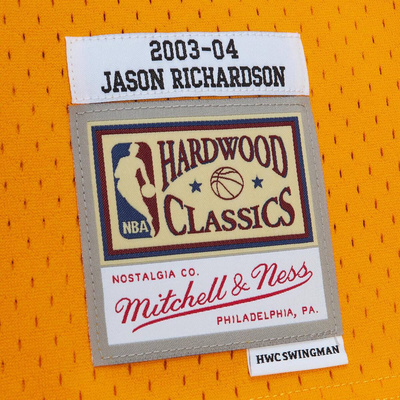 2003-04
JASON RICHARDSON
HARDWOOD
NBA
CLASSICS
NOSTALGIA CO.
Mitchell & Ness
PHILADELPHIA, PA.
HWC SWINGMAN